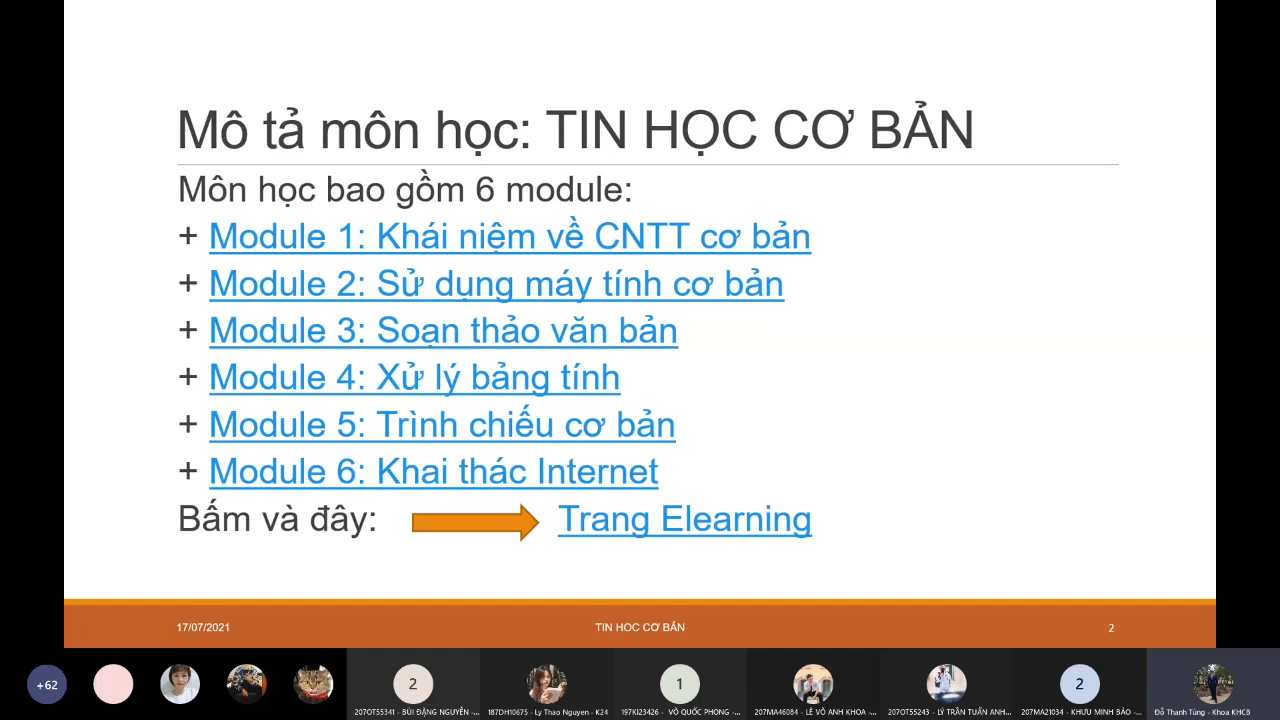 Mô tả môn học: TIN HỌC CƠ BẢN
Môn học bao gồm 6 module:
+ Module 1: Khái niệm về CNTT cơ bản
+ Module 2: Sử dụng máy tính cơ bản
+ Module 3: Soạn thảo văn bản
+ Module 4: Xử lý bảng tính
+ Module 5: Trình chiếu cơ bản
+ Module 6: Khai thác Internet
Bấm và đây: Trang Elearning
17/07/2021 TIN HOC CƠ BẢN 2
+62 2 1 2
207OT55341 - BÙI ĐẶNG NGUYÊN -... 187DH10675 - Ly Thao Nguyen - K24 197KI23426 - VÕ QUỐC PHONG -... 207MA46084 - LÊ VÕ ANH KHOA -... 207OT55243 - LÝ TRẦN TUẤN ANH... 207MA21034 - KHƯU MINH BẢO -... Đỗ Thanh Tùng - Khoa KHCB